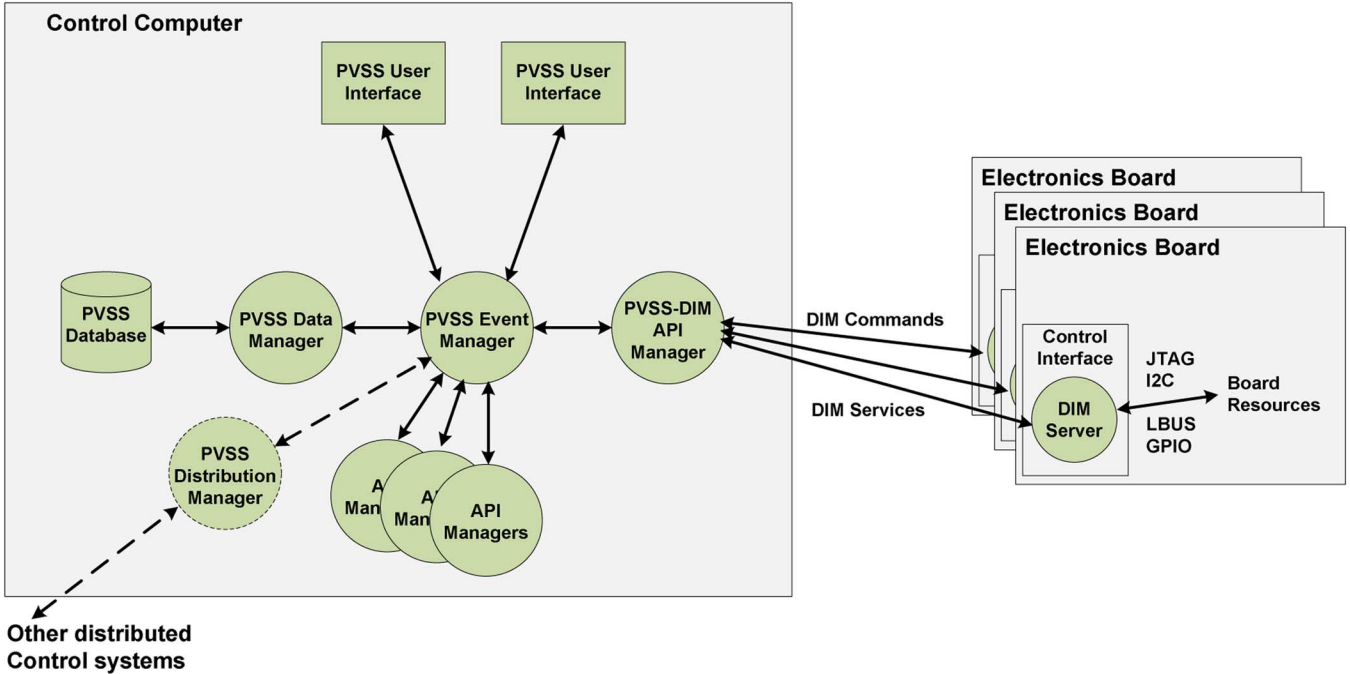 Control Computer
PVSS User
Interface
PVSS User
Interface
Electronics Board
Electronics Board
Electronics Board
PVSS
Database
PVSS Data
Manager
PVSS Event
Manager
PVSS-DIM
API
Manager
DIM Commands
DIM Services
Control
Interface
DIM
Server
JTAG
I2C
LBUS
GPIO
Board
Resources
PVSS
Distribution
Manager
A
Man
A
Man
API
Managers
Other distributed
Control systems